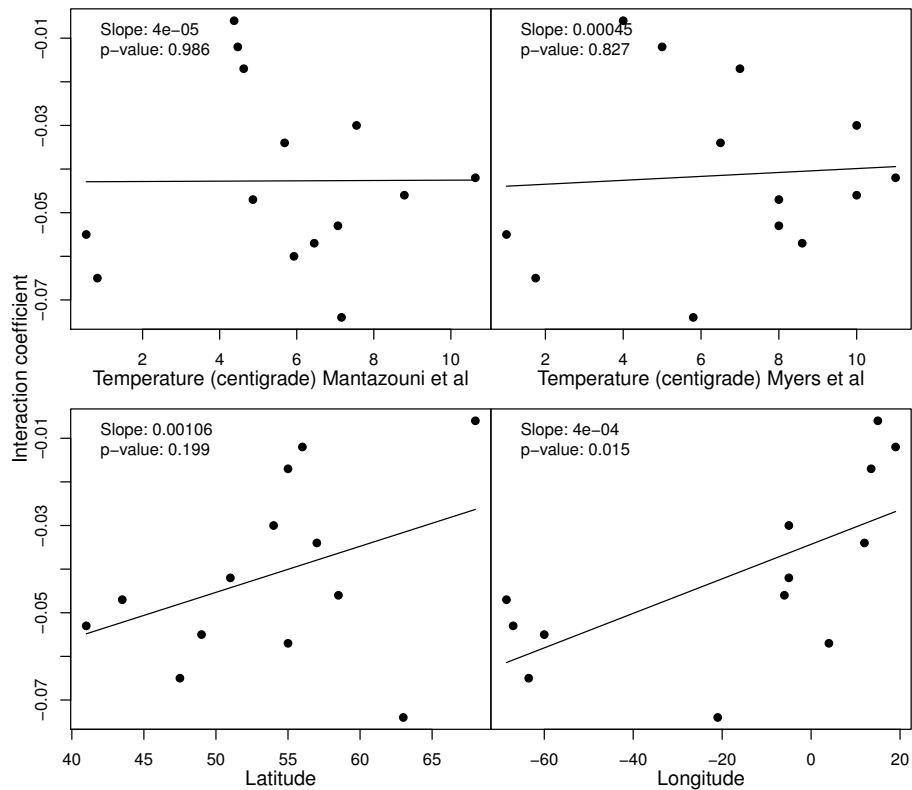 Slope: 4e−05
p−value: 0.986
Slope: 0.00045
p−value: 0.827
−0.01
−0.03
−0.05
−0.07
2 4 6 8 10
2 4 6 8 10
Temperature (centigrade) Mantazouni et al
Temperature (centigrade) Myers et al
Interaction coefficient
Slope: 0.00106
p−value: 0.199
Slope: 4e−04
p−value: 0.015
−0.01
−0.03
−0.05
−0.07
40 45 50 55 60 65
−60 −40 −20 0 20
Latitude
Longitude